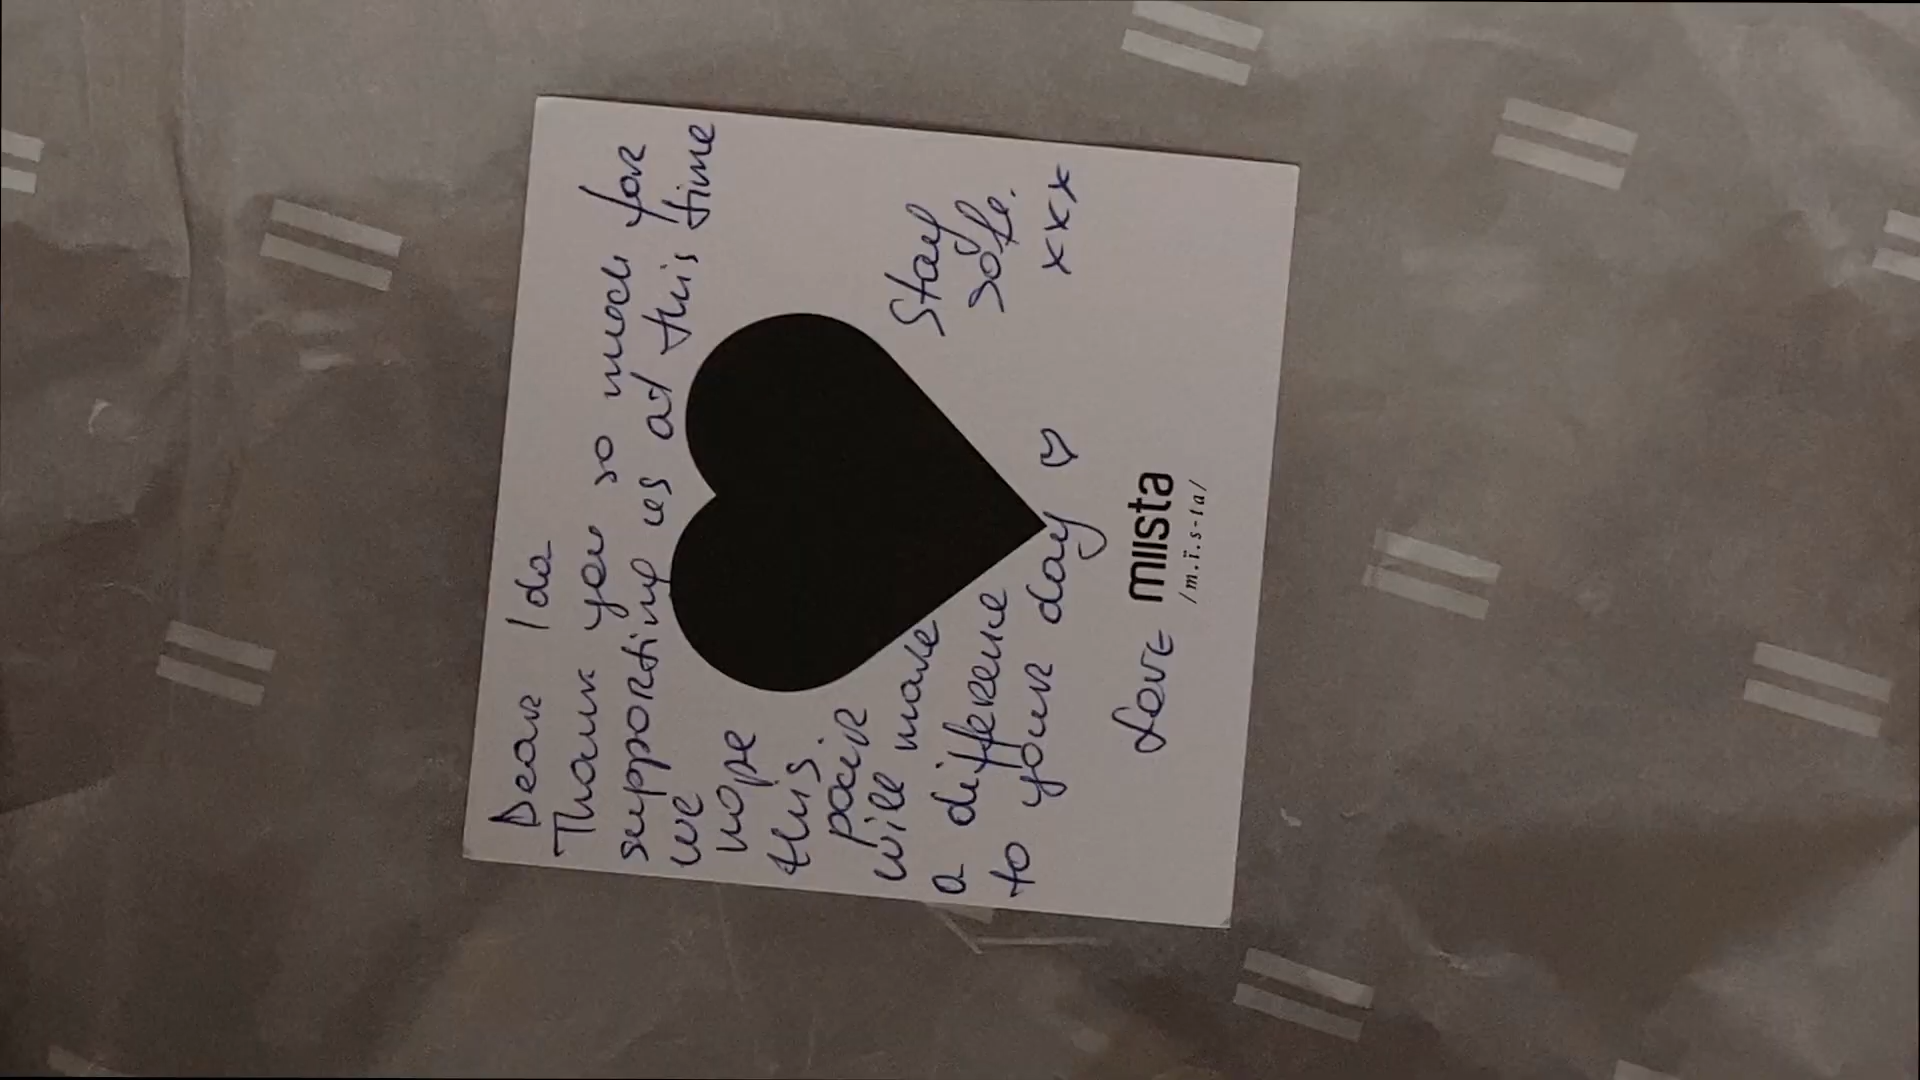 Dear Ida
Thank you so much for
supporting us at this time
we
hope
this
pair
will make
a difference
to your day ♡
Stay
safe.
xxx
Love miista
/m.ï.s-ta/